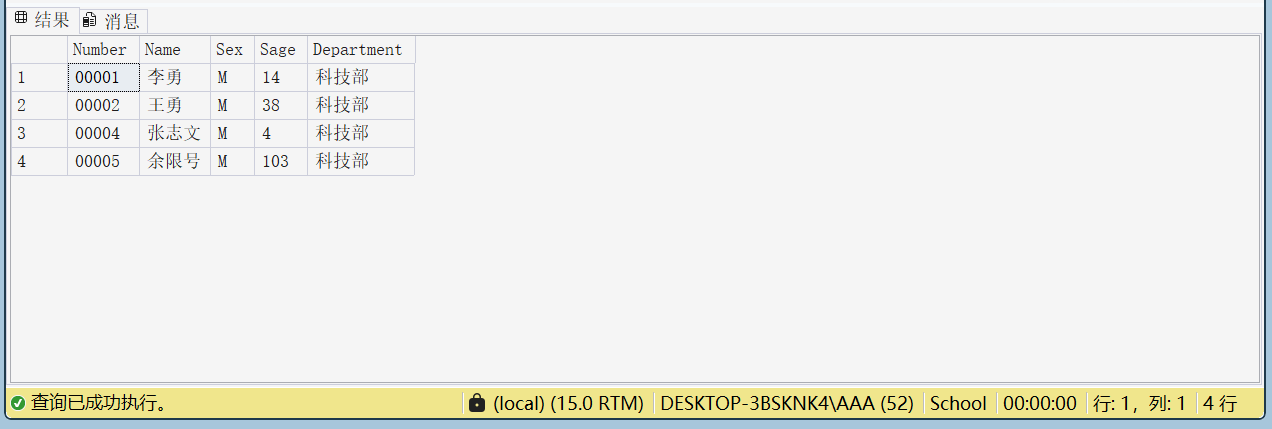 结果 消息
Number Name Sex Sage Department
1 00001 李勇 M 14 科技部
2 00002 王勇 M 38 科技部
3 00004 张志文 M 4 科技部
4 00005 余限号 M 103 科技部
查询已成功执行。 (local) (15.0 RTM) DESKTOP-3BSKNK4\AAA (52) School 00:00:00 行: 1，列: 1 4 行